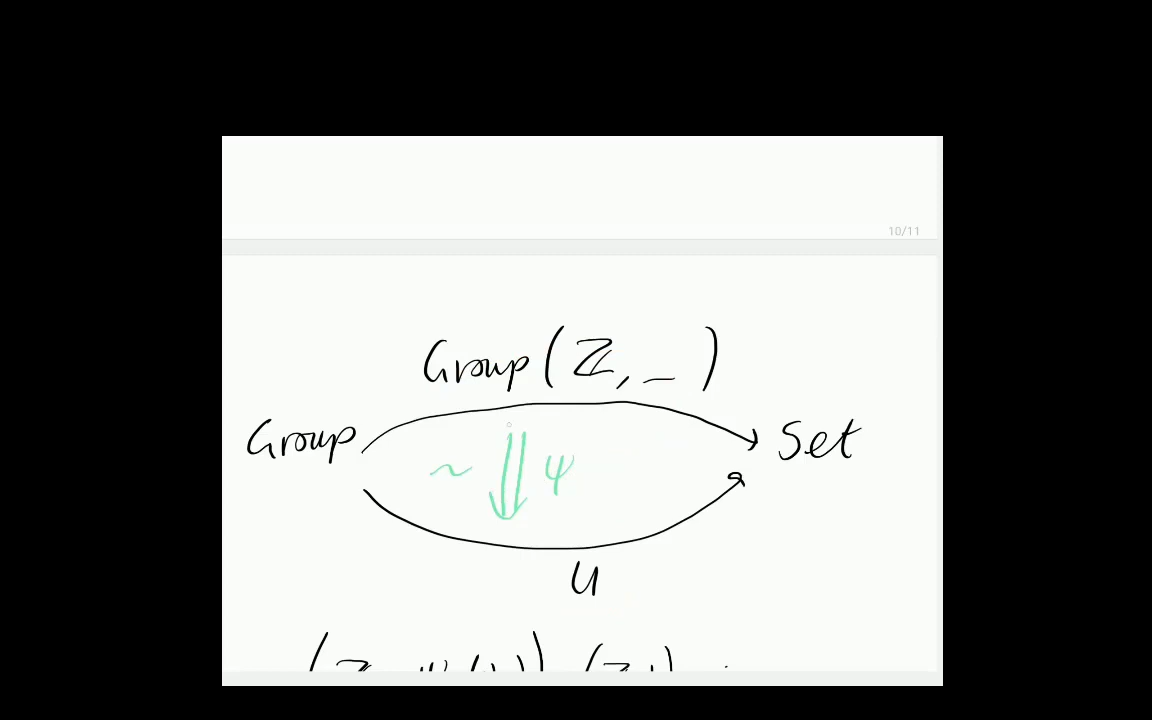 10/11
Group(ℤ, _)
Group ~ ⇓ ψ Set
U